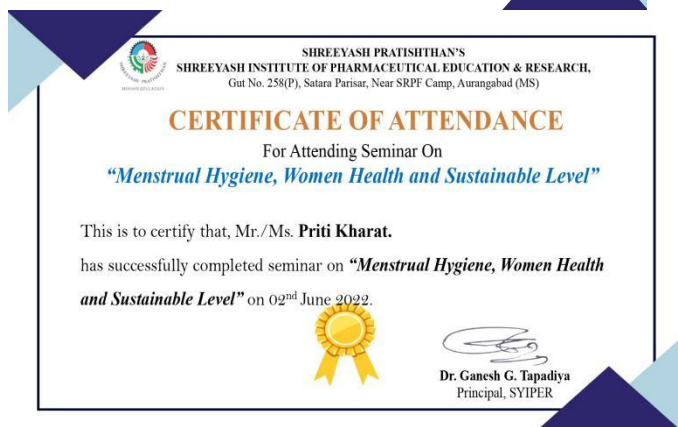 SHREEYASH PRATISHTHAN'S
SHREEYASH INSTITUTE OF PHARMACEUTICAL EDUCATION & RESEARCH,
Gut No. 258(P), Satara Parisar, Near SRPF Camp, Aurangabad (MS)
CERTIFICATE OF ATTENDANCE
For Attending Seminar On
“Menstrual Hygiene, Women Health and Sustainable Level”
This is to certify that, Mr./Ms. Priti Kharat.
has successfully completed seminar on “Menstrual Hygiene, Women Health
and Sustainable Level” on 02nd June 2022.
Dr. Ganesh G. Tapadiya
Principal, SYIPER